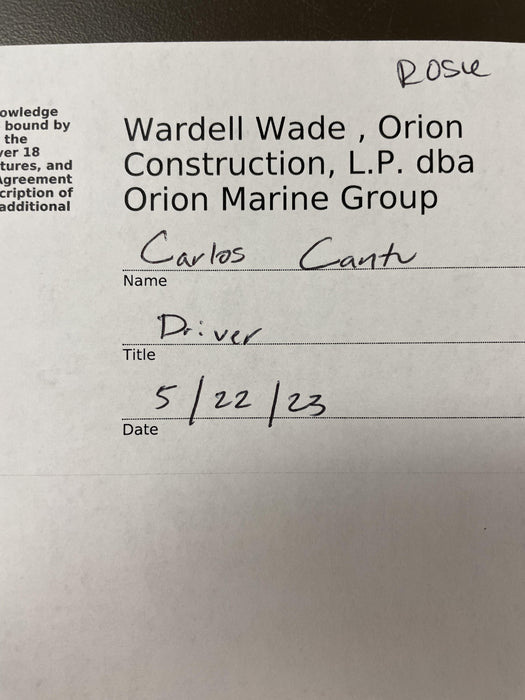 Rosie
owledge
bound by
the
ver 18
tures, and
Agreement
cription of
additional
Wardell Wade , Orion
Construction, L.P. dba
Orion Marine Group
Carlos Cantu
Name
Driver
Title
5/22/23
Date